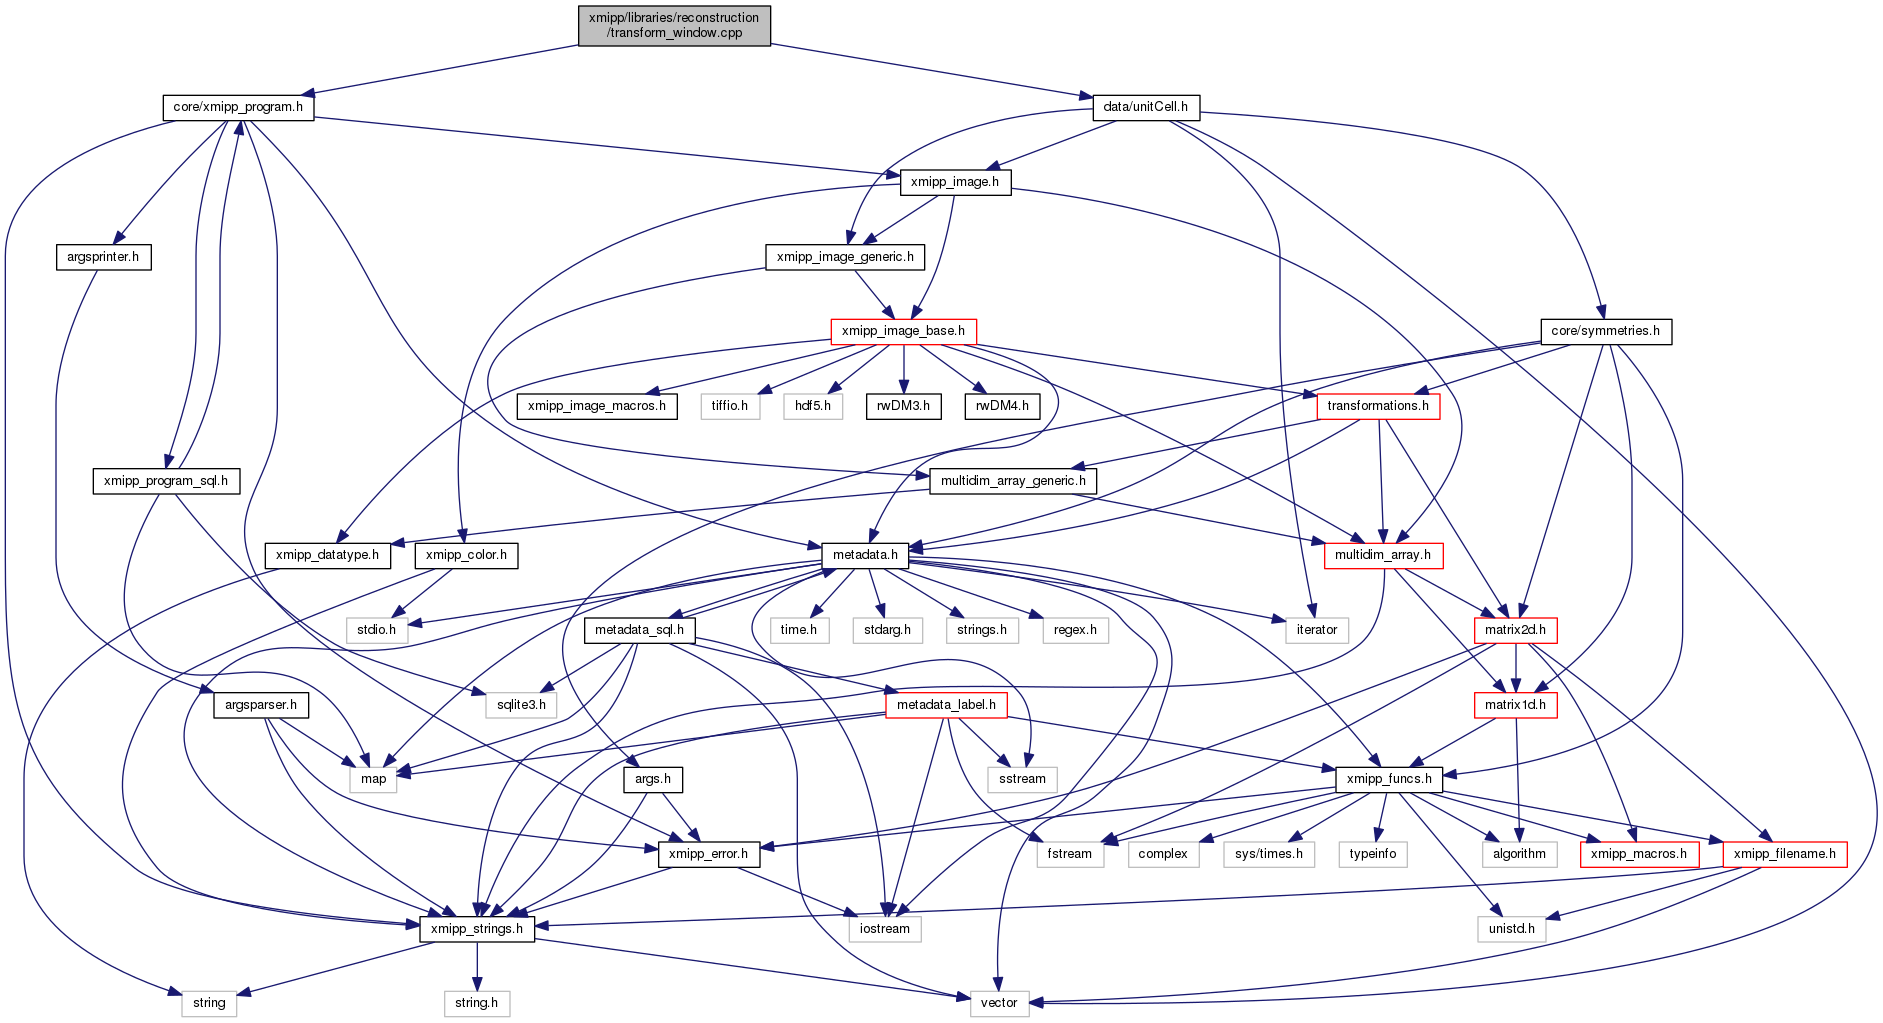 xmipp/libraries/reconstruction
/transform_window.cpp
core/xmipp_program.h
data/unitCell.h
xmipp_image.h
argsprinter.h
xmipp_image_generic.h
xmipp_image_base.h
core/symmetries.h
xmipp_image_macros.h
tiffio.h
hdf5.h
rwDM3.h
rwDM4.h
transformations.h
xmipp_program_sql.h
multidim_array_generic.h
xmipp_datatype.h
xmipp_color.h
metadata.h
multidim_array.h
stdio.h
metadata_sql.h
time.h
stdarg.h
strings.h
regex.h
iterator
matrix2d.h
argsparser.h
sqlite3.h
metadata_label.h
matrix1d.h
map
args.h
sstream
xmipp_funcs.h
xmipp_error.h
fstream
complex
sys/times.h
typeinfo
algorithm
xmipp_macros.h
xmipp_filename.h
xmipp_strings.h
iostream
unistd.h
string
string.h
vector